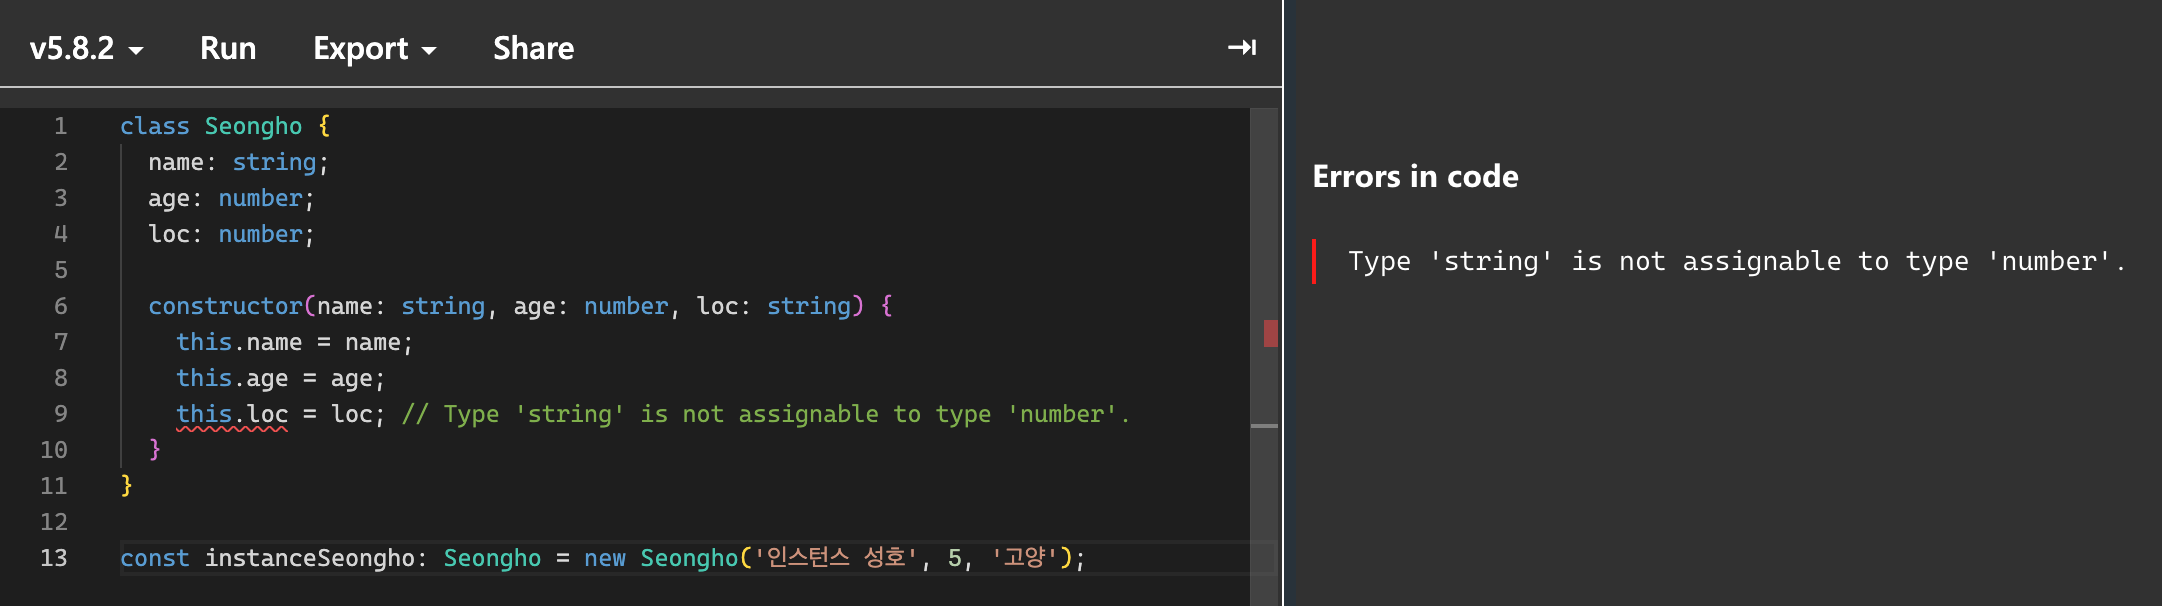 v5.8.2 Run Export Share
1 class Seongho {
2 name: string;
3 age: number;
4 loc: number;
5
6 constructor(name: string, age: number, loc: string) {
7 this.name = name;
8 this.age = age;
9 this.loc = loc; // Type 'string' is not assignable to type 'number'.
10 }
11 }
12
13 const instanceSeongho: Seongho = new Seongho('인스턴스 성호', 5, '고양');
Errors in code
Type 'string' is not assignable to type 'number'.